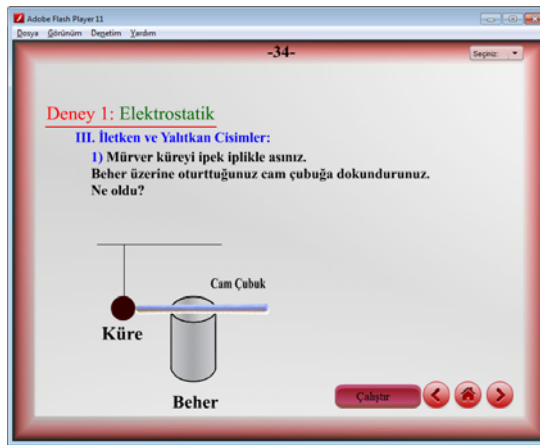 Adobe Flash Player 11
Dosya Görünüm Denetim Yardım
-34-
Seçiniz:
Deney 1: Elektrostatik
III. İletken ve Yalıtkan Cisimler:
1) Mürver küreyi ipek iplikle asınız.
Beher üzerine oturttuğunuz cam çubuğa dokundurunuz.
Ne oldu?
Cam Çubuk
Küre
Beher
Çalıştır